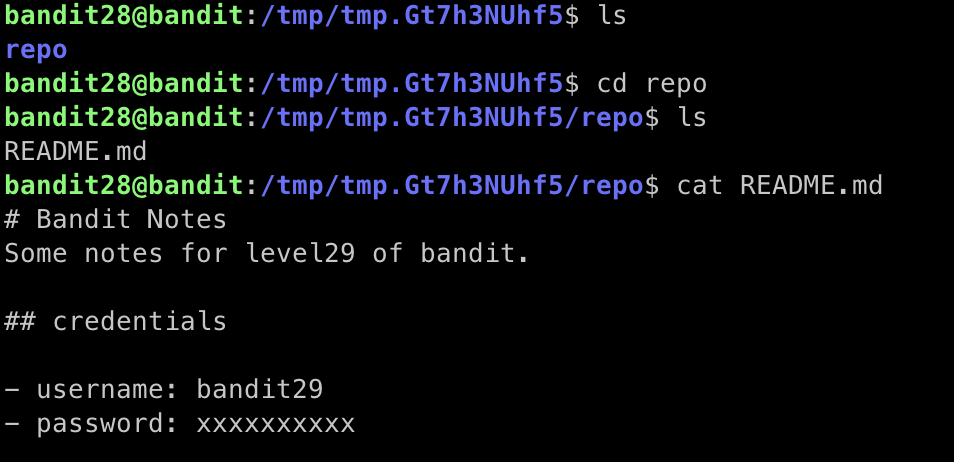 bandit28@bandit:/tmp/tmp.Gt7h3NUhf5$ ls
repo
bandit28@bandit:/tmp/tmp.Gt7h3NUhf5$ cd repo
bandit28@bandit:/tmp/tmp.Gt7h3NUhf5/repo$ ls
README.md
bandit28@bandit:/tmp/tmp.Gt7h3NUhf5/repo$ cat README.md
# Bandit Notes
Some notes for level29 of bandit.

## credentials

- username: bandit29
- password: xxxxxxxxxx